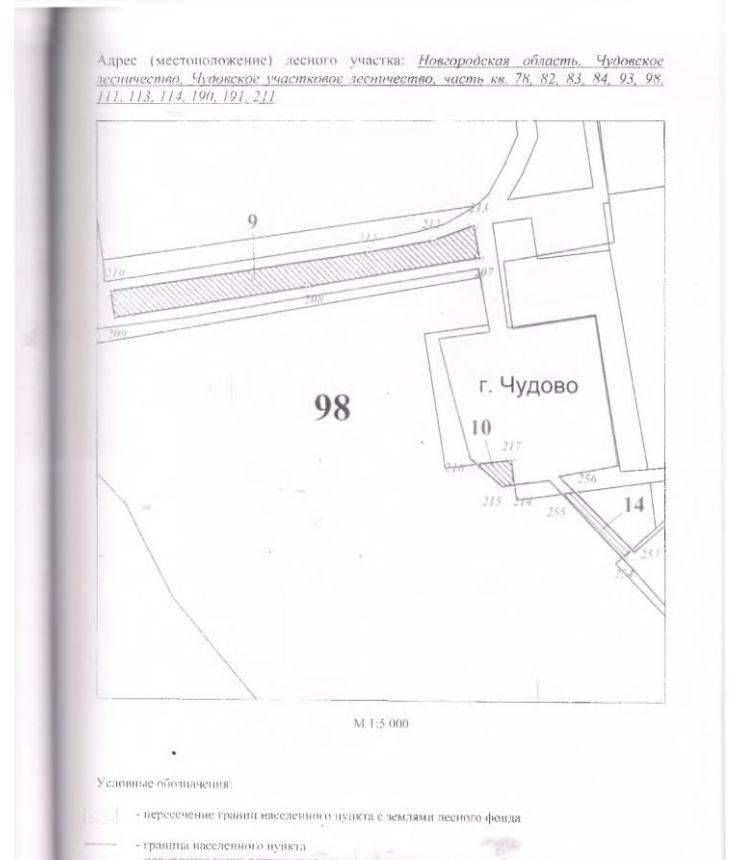 Адрес (местоположение) лесного участка: Новгородская область, Чудовское
лесничество, Чудовское участковое лесничество, часть кв. 78, 82, 83, 84, 93, 98,
111, 113, 114, 190, 191, 211
213
9
212
211
210
207
208
209
г. Чудово
98
10
217
216
256
215
214
255
14
253
254
М 1:5 000
Условные обозначения:
- пересечение границ населенного пункта с землями лесного фонда
- граница населенного пункта